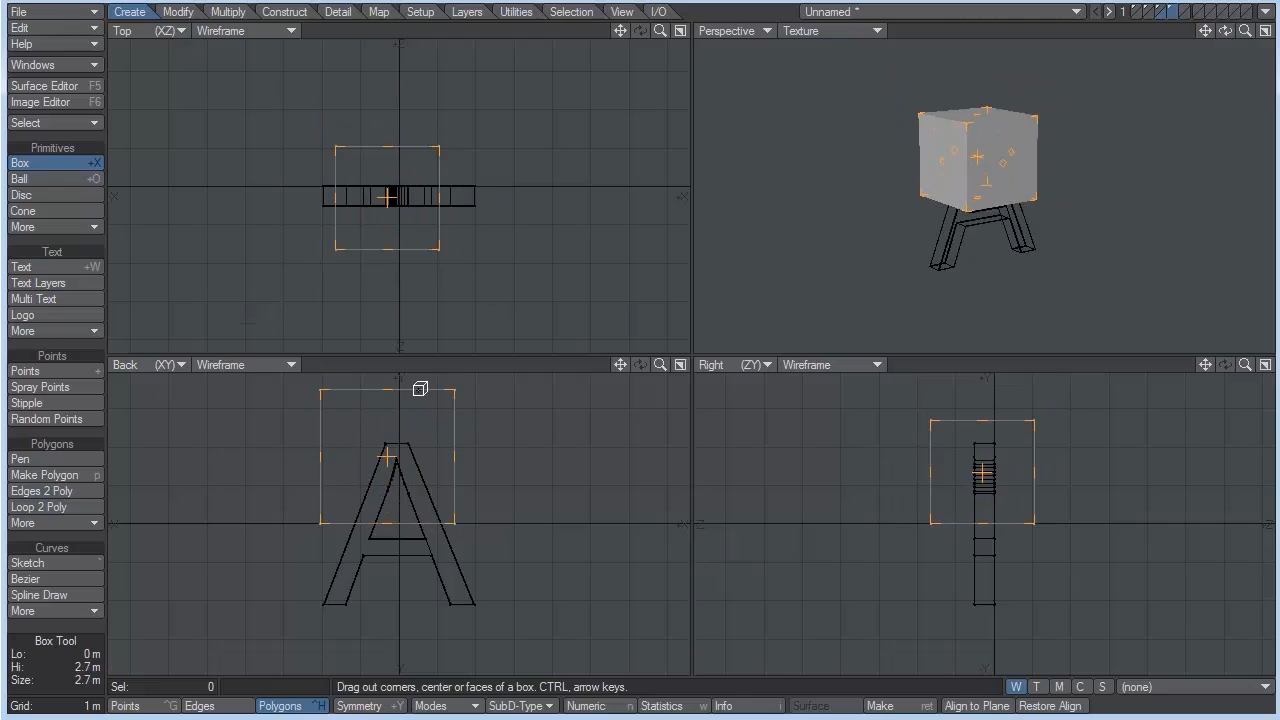 File Create Modify Multiply Construct Detail Map Setup Layers Utilities Selection View I/O Unnamed * 1
Edit
Top (XZ) Wireframe Perspective Texture
Help
Windows
Surface Editor F5
Image Editor F6
Select
Primitives
Box +X
Ball +O
Disc
Cone
More
Text
Text +W
Text Layers
Multi Text
Logo
More
Points
Back (XY) Wireframe Right (ZY) Wireframe
Points +
Spray Points
Stipple
Random Points
Polygons
Pen
Make Polygon p
Edges 2 Poly
Loop 2 Poly
More
Curves
Sketch `
Bezier
Spline Draw
More
Box Tool
Lo: 0 m
Hi: 2.7 m
Size: 2.7 m
Sel: 0 Drag out corners, center or faces of a box. CTRL, arrow keys. W T M C S (none)
Grid: 1 m Points ^G Edges Polygons ^H Symmetry +Y Modes SubD-Type Numeric n Statistics w Info i Surface Make ret Align to Plane Restore Align